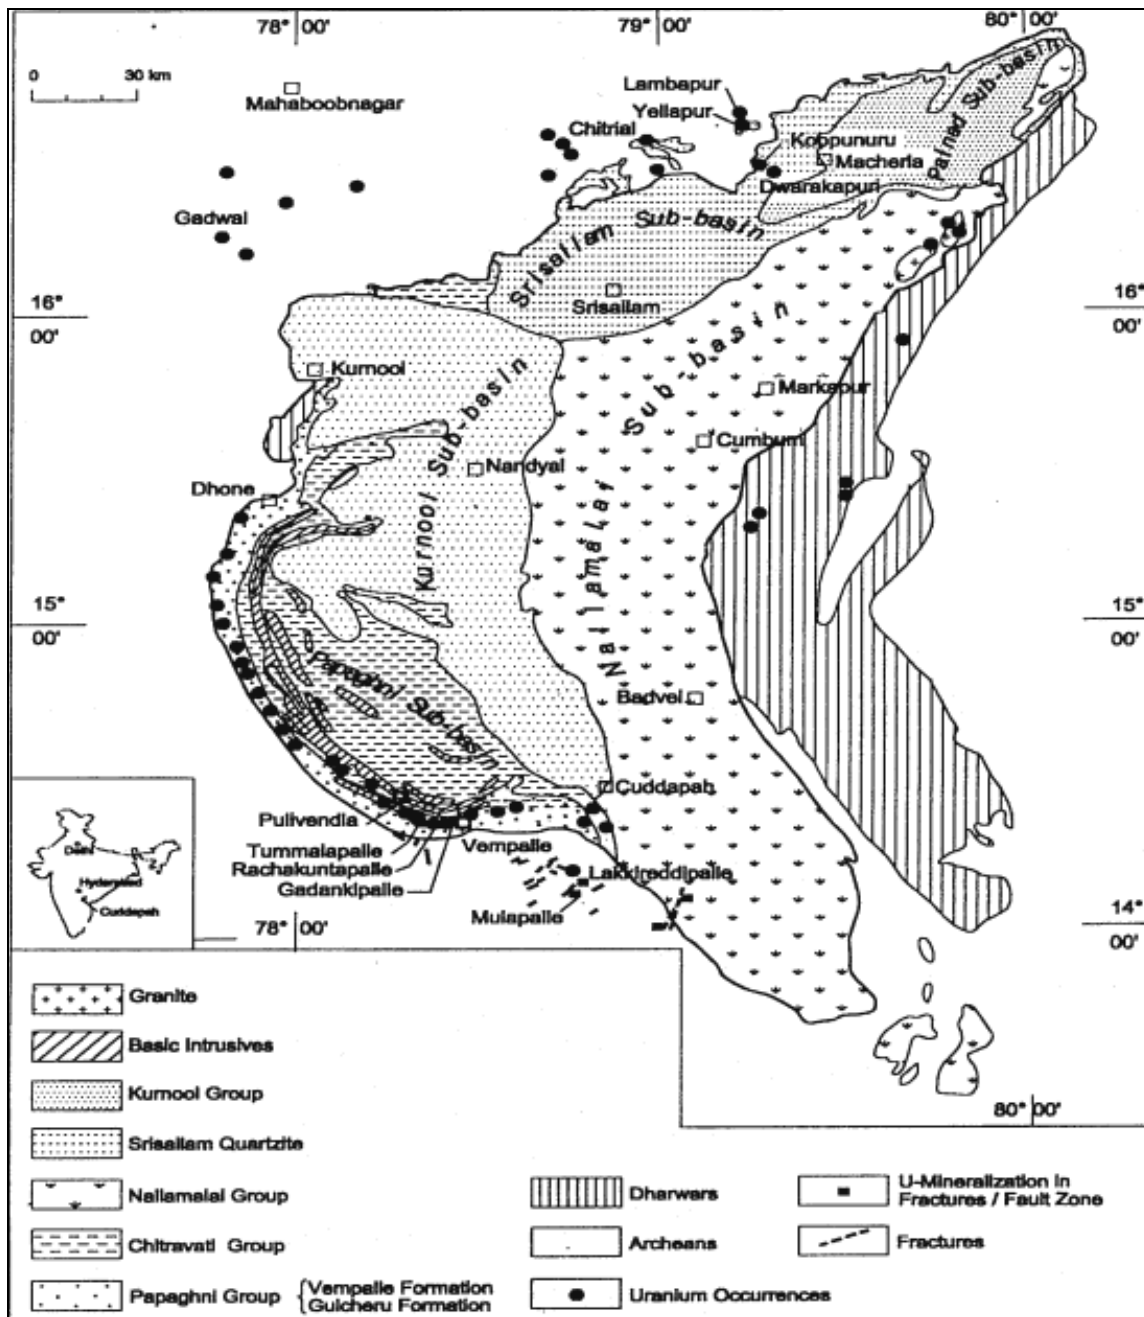 78° 00'
79° 00'
80° 00'
0 30 km
Mahaboobnagar
Lambapur
Yellapur
Chitrial
Koppunuru
Macherla
Dwarakapuri
Palnad Sub-basin
Gadwal
Srisailam Sub-basin
Srisailam
16°
00'
16°
00'
Kurnool
Markapur
Cumbum
Nandyal
Kurnool Sub-basin
Nallamalai Sub-basin
Dhone
15°
00'
15°
00'
Papaghni Sub-basin
Badvel
Cuddapah
Pulivendla
Tummalapalle
Rachakuntapalle
Gadankipalle
Vempalle
Lakkireddipalle
Mulapalle
Delhi
Hyderabad
Cuddapah
78° 00'
14°
00'
80° 00'
Granite
Basic Intrusives
Kurnool Group
Srisailam Quartzite
Nallamalai Group
Chitravati Group
Papaghni Group
Vempalle Formation
Gulcheru Formation
Dharwars
Archeans
Uranium Occurrences
U-Mineralization in
Fractures / Fault Zone
Fractures